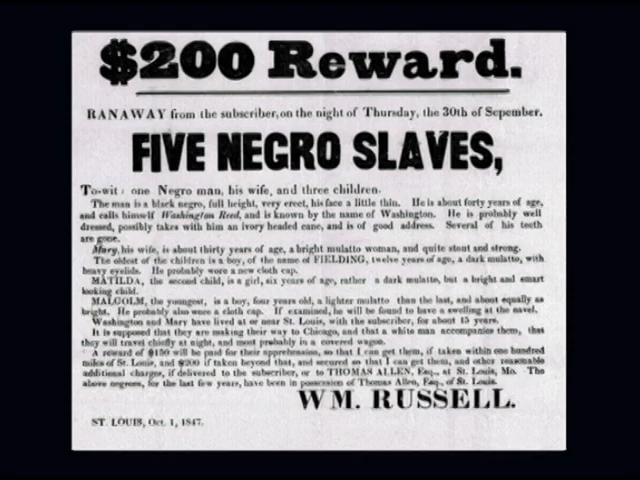 $200 Reward.
RANAWAY from the subscriber, on the night of Thursday, the 30th of Sepember.
FIVE NEGRO SLAVES,
To-wit: one Negro man, his wife, and three children.
The man is a black negro, full height, very erect, his face a little thin. He is about forty years of age,
and calls himself Washington Reed, and is known by the name of Washington. He is probably well
dressed, possibly takes with him an ivory headed cane, and is of good address. Several of his teeth
are gone.
Mary, his wife, is about thirty years of age, a bright mulatto woman, and quite stout and strong.
The oldest of the children is a boy, of the name of FIELDING, twelve years of age, a dark mulatto, with
heavy eyelids. He probably wore a new cloth cap.
MATILDA, the second child, is a girl, six years of age, rather a dark mulatto, but a bright and smart
looking child.
MALCOLM, the youngest, is a boy, four years old, a lighter mulatto than the last, and about equally as
bright. He probably also wore a cloth cap. If examined, he will be found to have a swelling at the navel.
Washington and Mary have lived at or near St. Louis, with the subscriber, for about 15 years.
It is supposed that they are making their way to Chicago, and that a white man accompanies them, that
they will travel chiefly at night, and most probably in a covered wagon.
A reward of $150 will be paid for their apprehension, so that I can get them, if taken within one hundred
miles of St. Louis, and $200 if taken beyond that, and secured so that I can get them, and other reasonable
additional charges, if delivered to the subscriber, or to THOMAS ALLEN, Esq., at St. Louis, Mo. The
above negroes, for the last few years, have been in possession of Thomas Allen, Esq., of St. Louis.
WM. RUSSELL.
ST. LOUIS, Oct. 1, 1847.